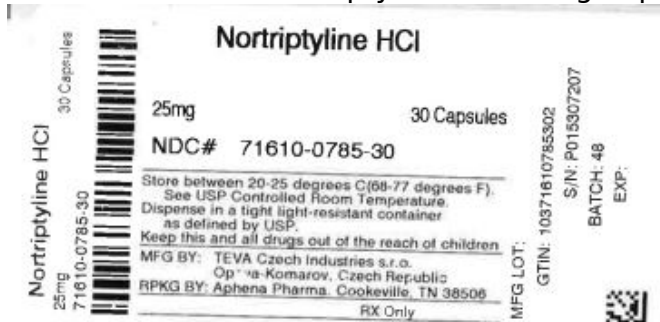 Nortriptyline HCl
25mg
30 Capsules
NDC# 71610-0785-30
Store between 20-25 degrees C(68-77 degrees F).
See USP Controlled Room Temperature.
Dispense in a tight light-resistant container
as defined by USP.
Keep this and all drugs out of the reach of children
MFG BY: TEVA Czech Industries s.r.o.
Komarov, Czech Republic
RPKG BY: Aphena Pharma. Cookeville, TN 38506
RX Only
Nortriptyline HCl
30 Capsules
25mg
71610-0785-30
MFG LOT:
GTIN: 10371610785302
S/N: P015307207
BATCH: 48
EXP: